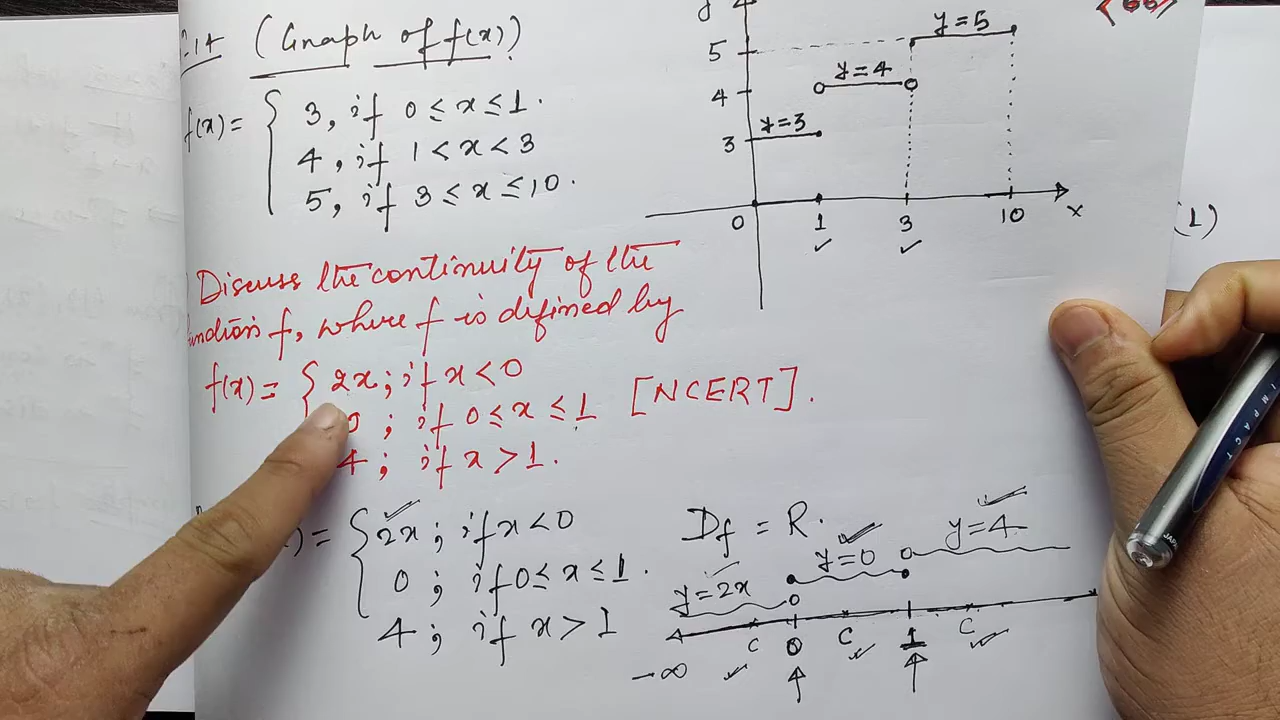 (Graph of f(x))
f(x) = { 3, if 0 ≤ x ≤ 1.
4, if 1 < x < 3
5, if 3 ≤ x ≤ 10.
y
5
4
3
0
1
3
10
x
y=3
y=4
y=5
(1)
Discuss the continuity of the
function f, where f is difined by
f(x) = { 2x; if x < 0
0; if 0 ≤ x ≤ 1 [NCERT].
4; if x > 1.
) = { 2x; if x < 0
0; if 0 ≤ x ≤ 1.
4; if x > 1
Df = R.
y=2x
y=0
y=4
-∞
C
0
C
1
C
IMPACT